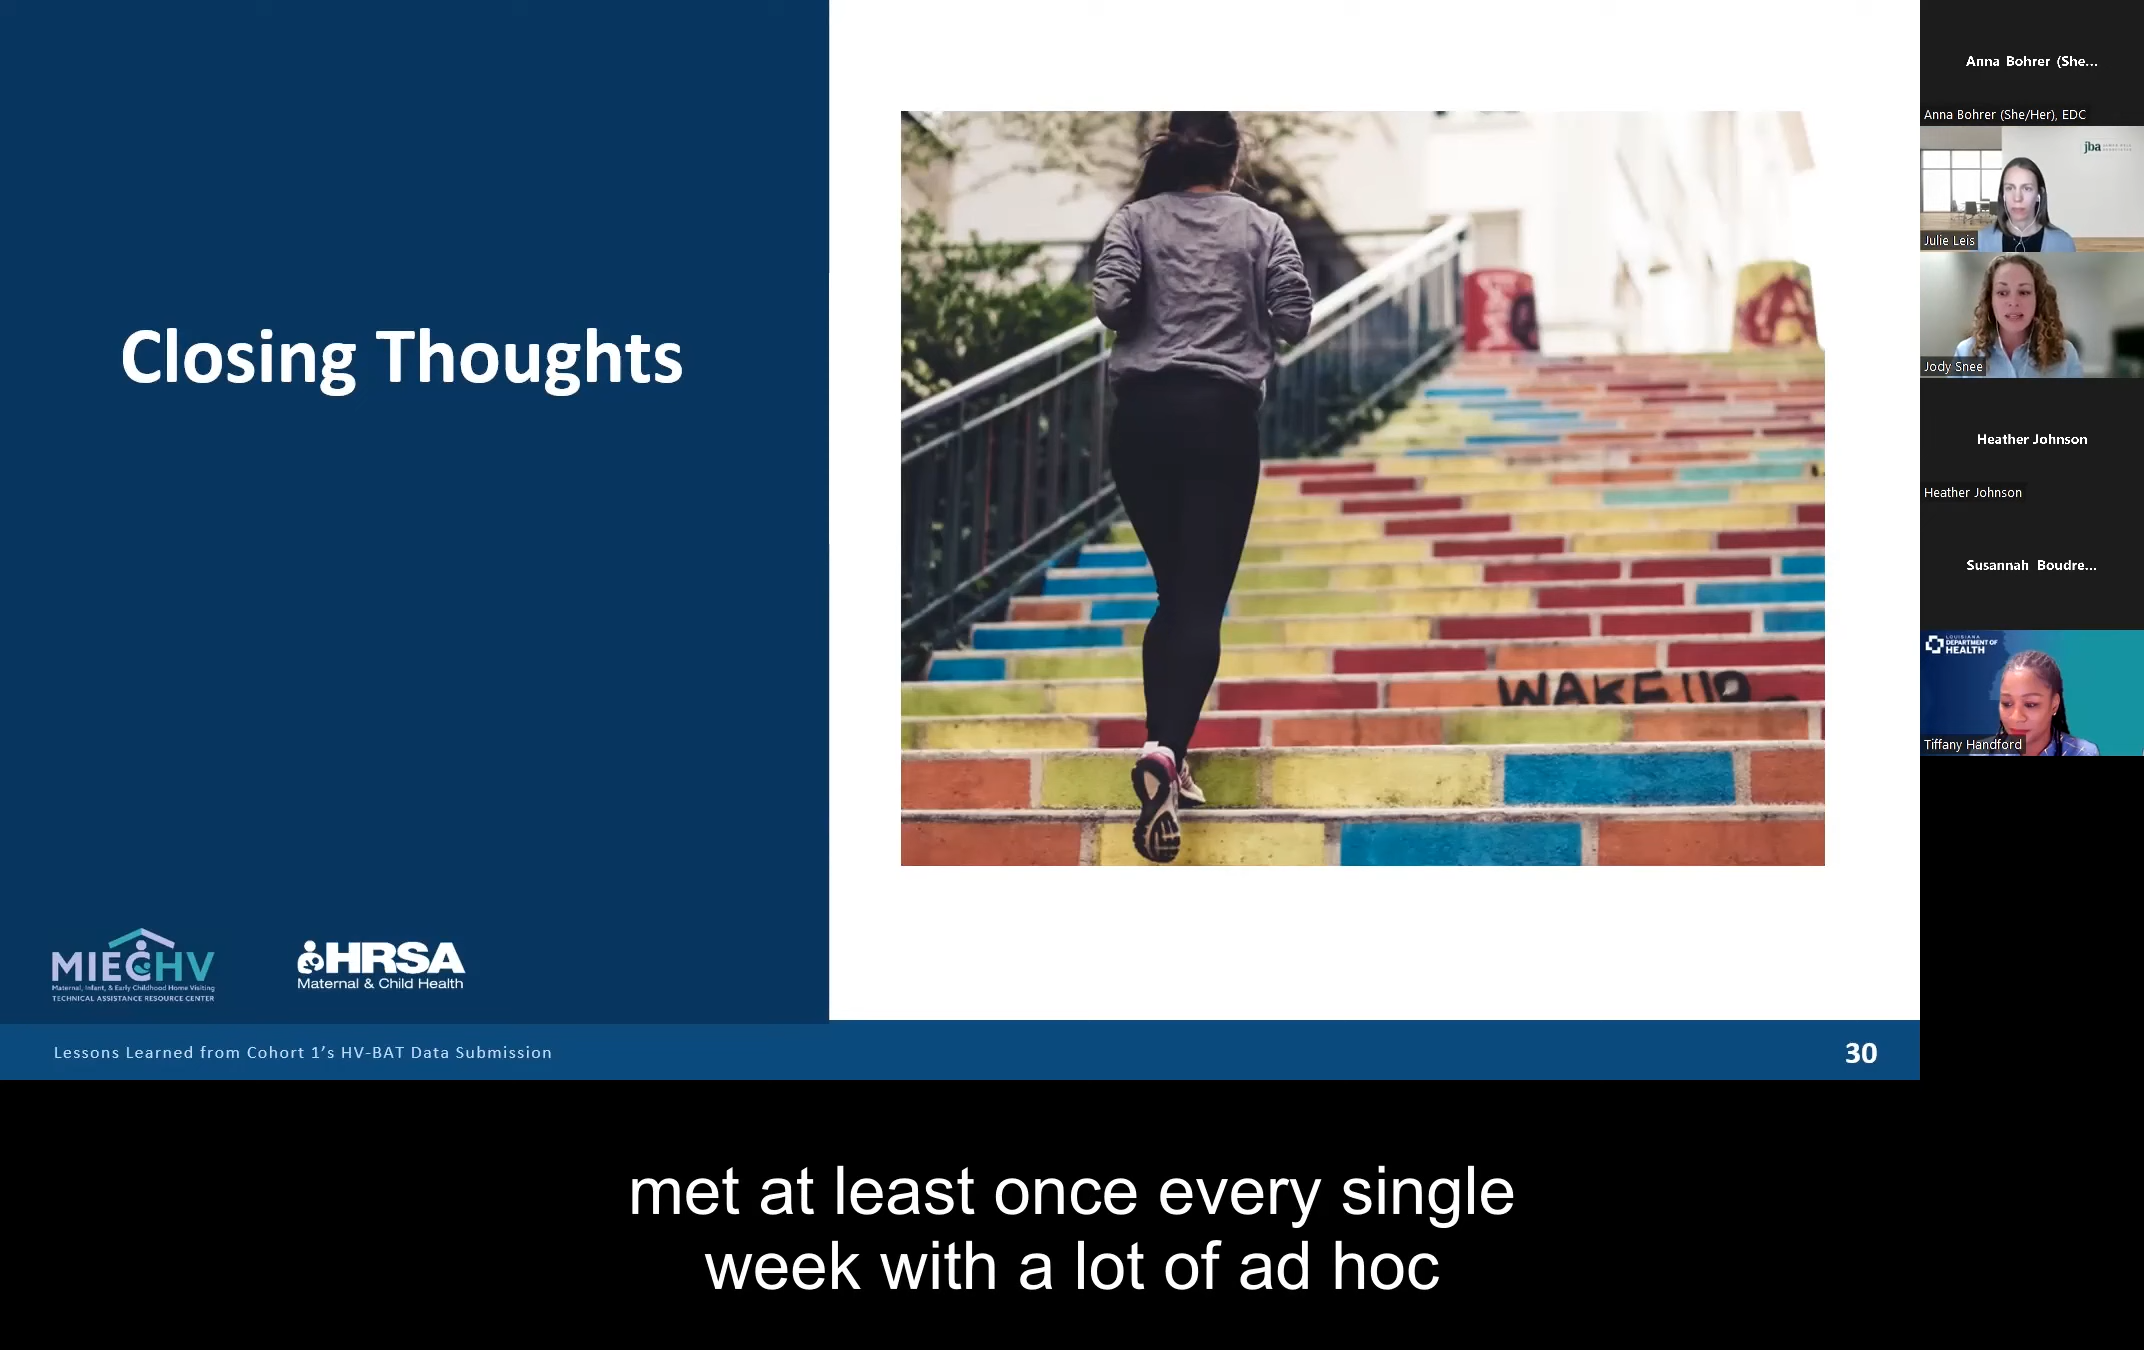 Closing Thoughts
WAKE UP
MIECHV
Maternal, Infant, & Early Childhood Home Visiting
TECHNICAL ASSISTANCE RESOURCE CENTER
HRSA
Maternal & Child Health
Lessons Learned from Cohort 1's HV-BAT Data Submission
30
Anna Bohrer (She...
Anna Bohrer (She/Her), EDC
jba
Julie Leis
Jody Snee
Heather Johnson
Heather Johnson
Susannah Boudre...
LOUISIANA
DEPARTMENT OF
HEALTH
Tiffany Handford
met at least once every single
week with a lot of ad hoc